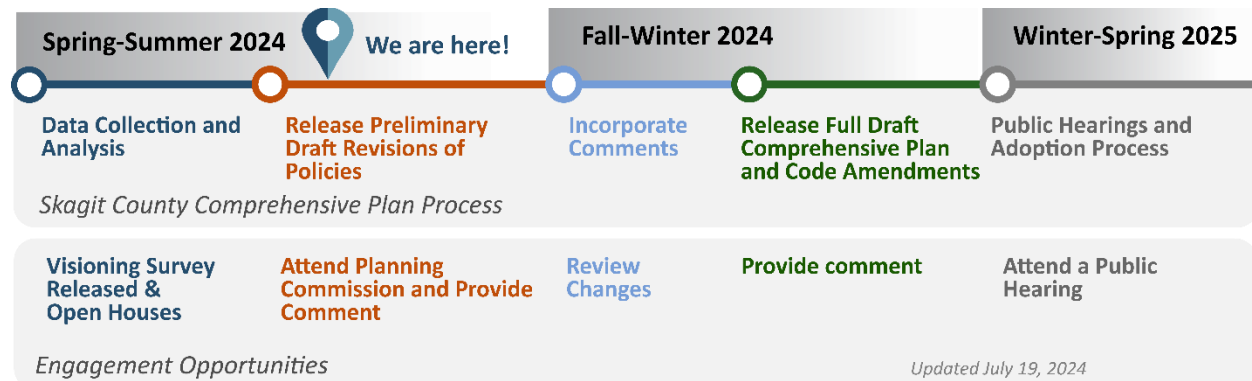 Spring-Summer 2024
We are here!
Fall-Winter 2024
Winter-Spring 2025
Data Collection and
Analysis
Release Preliminary
Draft Revisions of
Policies
Incorporate
Comments
Release Full Draft
Comprehensive Plan
and Code Amendments
Public Hearings and
Adoption Process
Skagit County Comprehensive Plan Process
Visioning Survey
Released &
Open Houses
Attend Planning
Commission and Provide
Comment
Review
Changes
Provide comment
Attend a Public
Hearing
Engagement Opportunities
Updated July 19, 2024